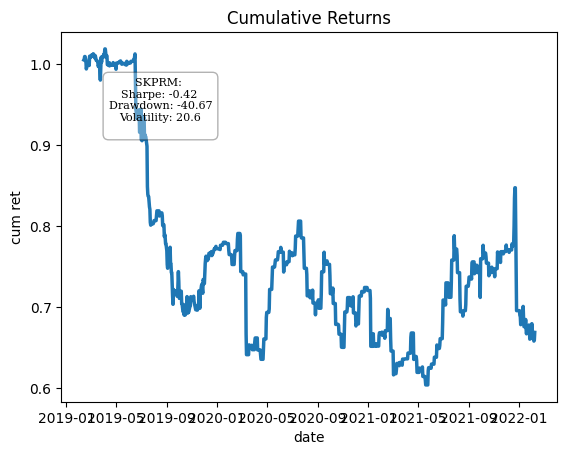 Cumulative Returns
cum ret
1.0
0.9
0.8
0.7
0.6
SKPRM:
Sharpe: -0.42
Drawdown: -40.67
Volatility: 20.6
2019-01 2019-05 2019-09 2020-01 2020-05 2020-09 2021-01 2021-05 2021-09 2022-01
date